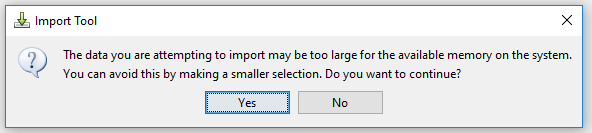 Import Tool
The data you are attempting to import may be too large for the available memory on the system.
You can avoid this by making a smaller selection. Do you want to continue?
Yes No